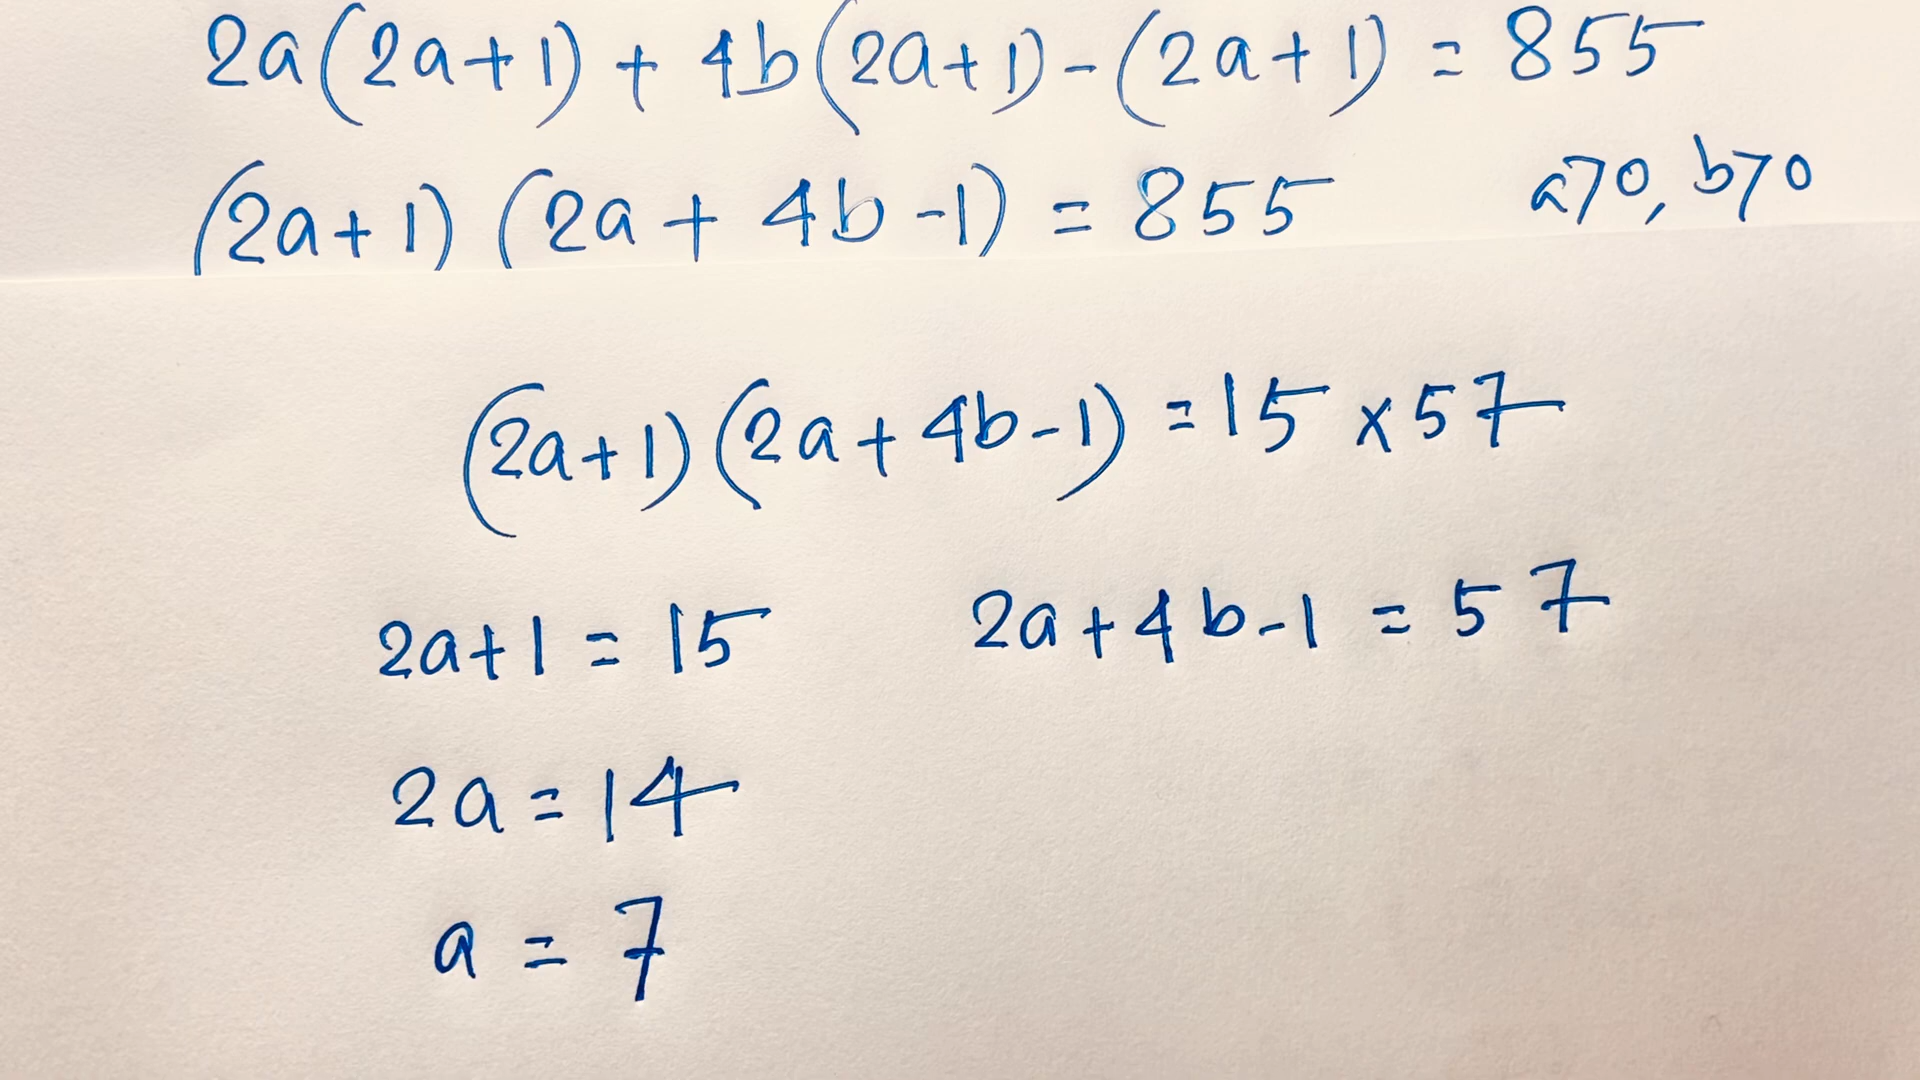 2a(2a+1) + 4b(2a+1) - (2a+1) = 855
(2a+1) (2a + 4b -1) = 855 a>0, b>0
(2a+1)(2a+4b-1) = 15 x 57
2a+1 = 15 2a+4b-1 = 57
2a = 14
a = 7